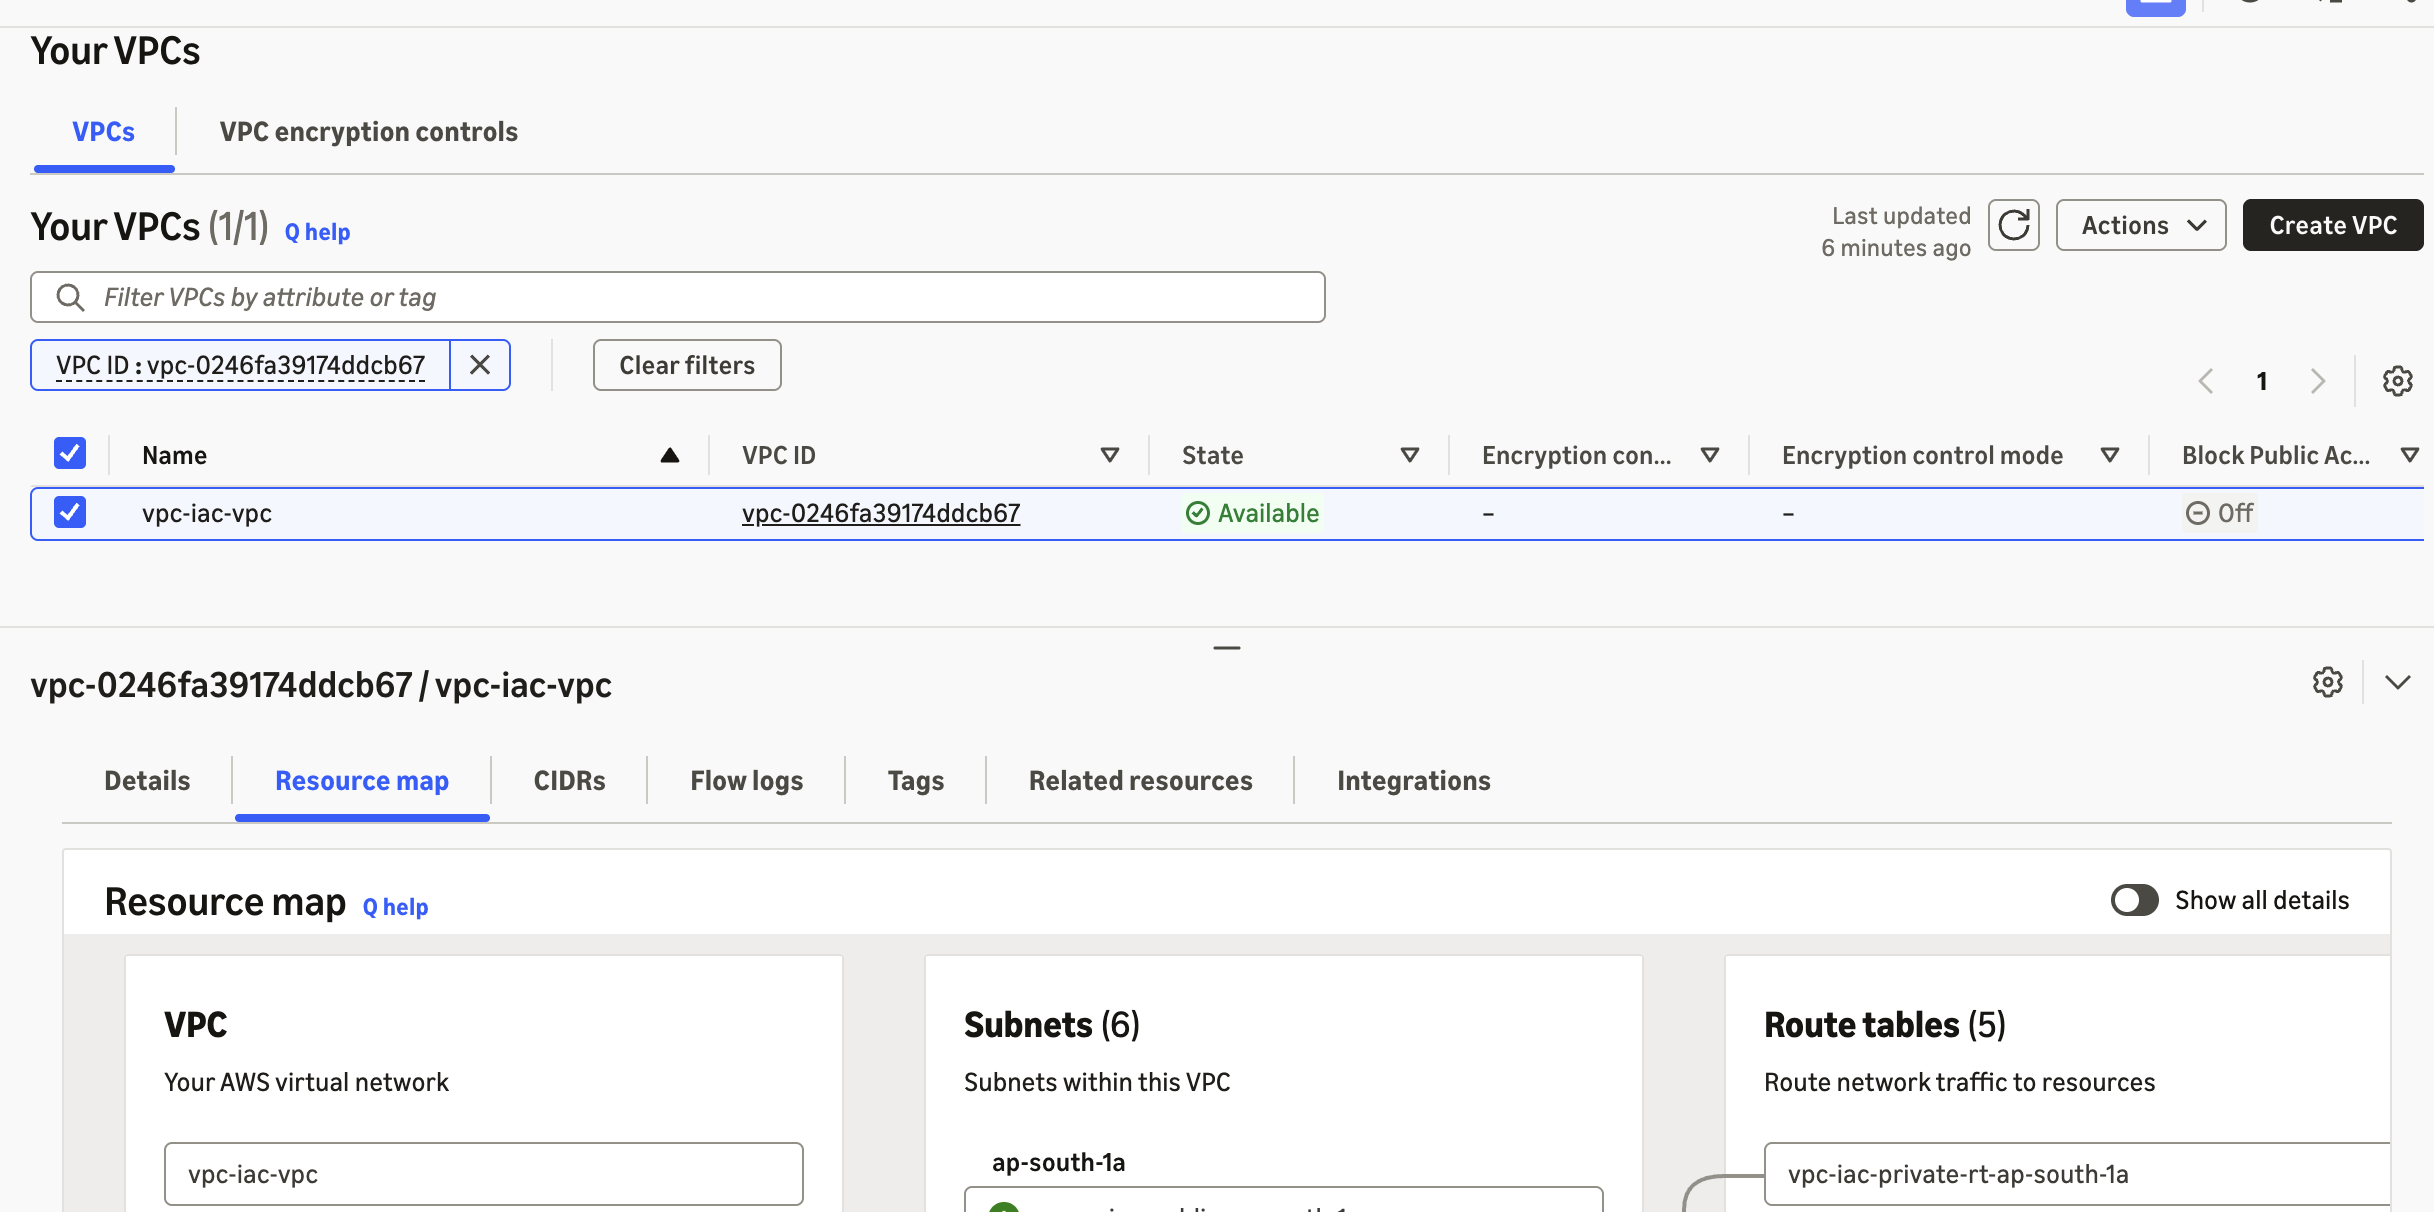 Your VPCs
VPCs
VPC encryption controls
Your VPCs (1/1) Q help
Last updated
6 minutes ago
Actions
Create VPC
Filter VPCs by attribute or tag
VPC ID : vpc-0246fa39174ddcb67
Clear filters
1
Name
VPC ID
State
Encryption con...
Encryption control mode
Block Public Ac...
vpc-iac-vpc
vpc-0246fa39174ddcb67
Available
–
–
Off
vpc-0246fa39174ddcb67 / vpc-iac-vpc
Details
Resource map
CIDRs
Flow logs
Tags
Related resources
Integrations
Resource map Q help
Show all details
VPC
Your AWS virtual network
vpc-iac-vpc
Subnets (6)
Subnets within this VPC
ap-south-1a
Route tables (5)
Route network traffic to resources
vpc-iac-private-rt-ap-south-1a